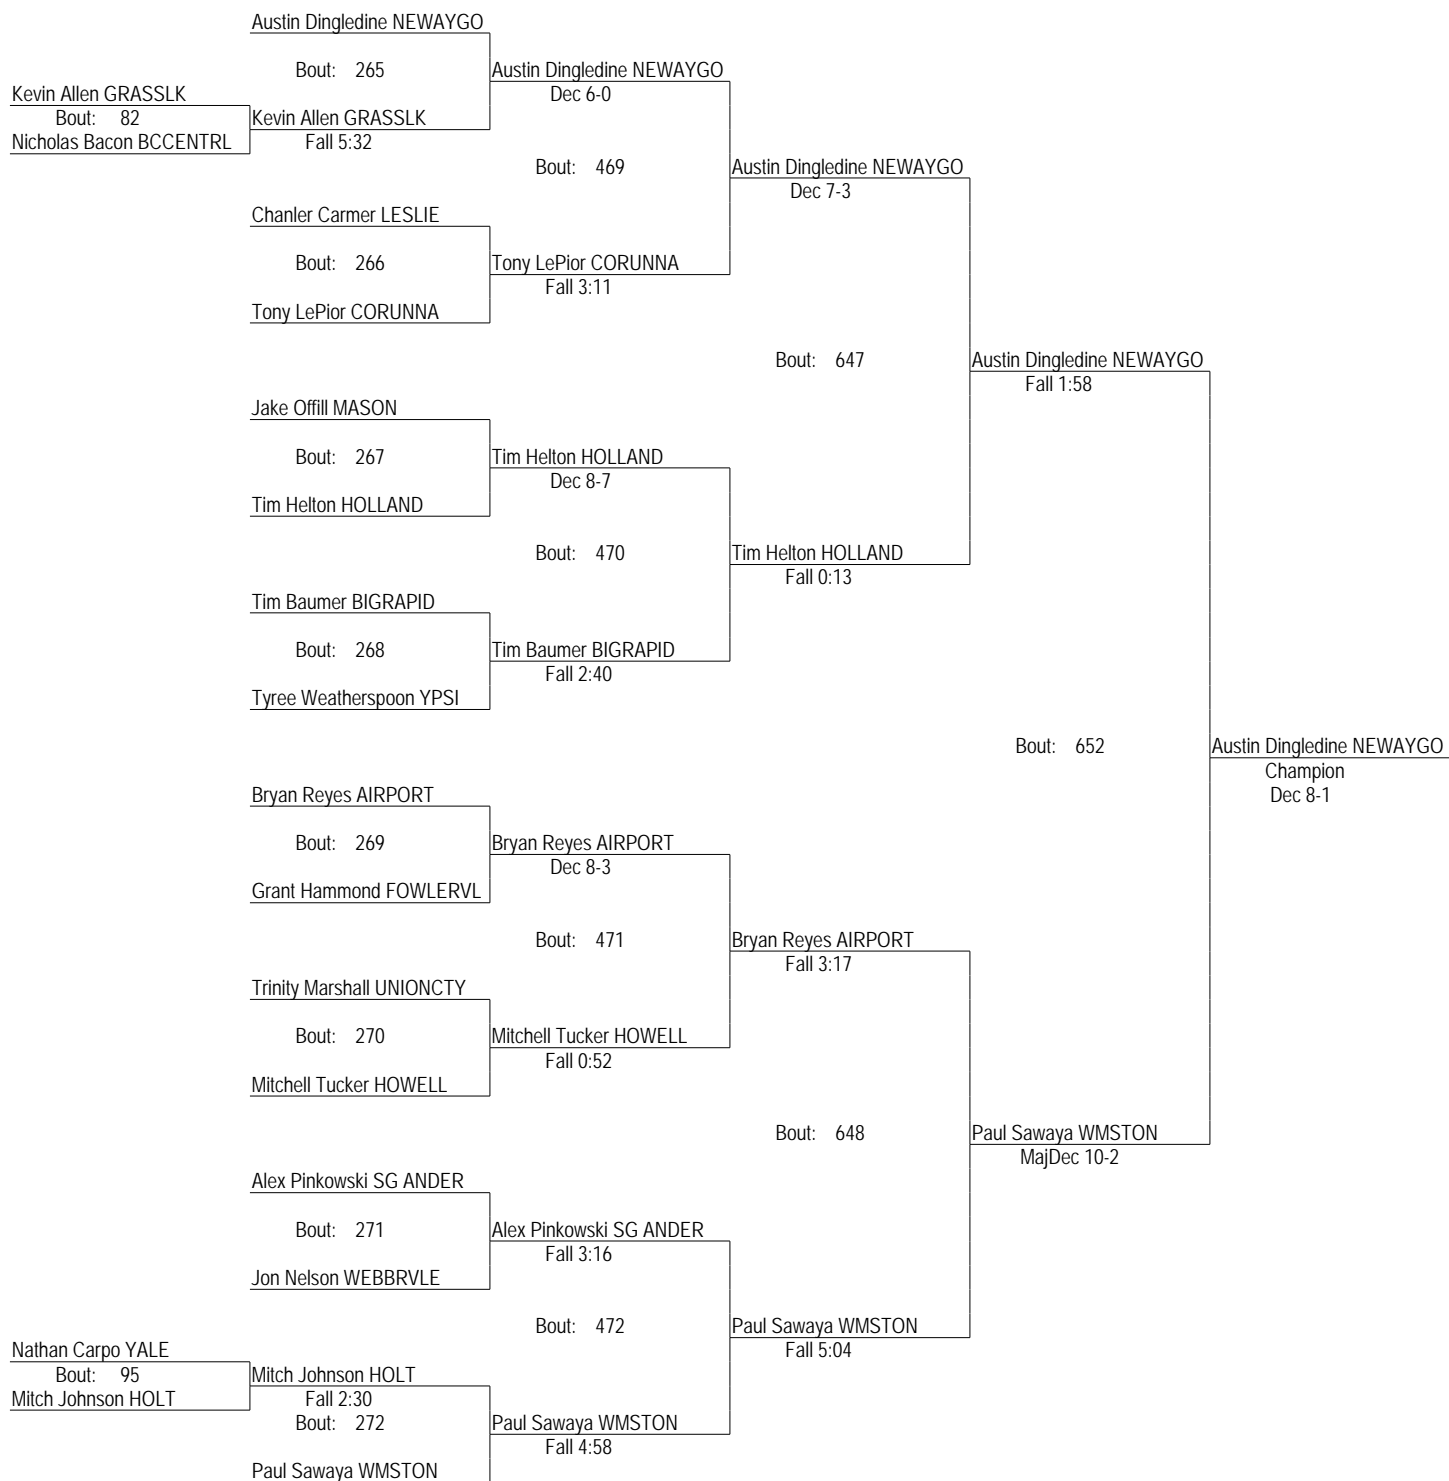 Austin Dingledine NEWAYGO
Bout: 265
Austin Dingledine NEWAYGO
Dec 6-0
Kevin Allen GRASSLK
Bout: 82
Kevin Allen GRASSLK
Nicholas Bacon BCCENTRL
Fall 5:32
Bout: 469
Austin Dingledine NEWAYGO
Dec 7-3
Chanler Carmer LESLIE
Bout: 266
Tony LePior CORUNNA
Fall 3:11
Tony LePior CORUNNA
Bout: 647
Austin Dingledine NEWAYGO
Fall 1:58
Jake Offill MASON
Bout: 267
Tim Helton HOLLAND
Dec 8-7
Tim Helton HOLLAND
Bout: 470
Tim Helton HOLLAND
Fall 0:13
Tim Baumer BIGRAPID
Bout: 268
Tim Baumer BIGRAPID
Fall 2:40
Tyree Weatherspoon YPSI
Bout: 652
Austin Dingledine NEWAYGO
Champion
Dec 8-1
Bryan Reyes AIRPORT
Bout: 269
Bryan Reyes AIRPORT
Dec 8-3
Grant Hammond FOWLERVL
Bout: 471
Bryan Reyes AIRPORT
Fall 3:17
Trinity Marshall UNIONCTY
Bout: 270
Mitchell Tucker HOWELL
Fall 0:52
Mitchell Tucker HOWELL
Bout: 648
Paul Sawaya WMSTON
MajDec 10-2
Alex Pinkowski SG ANDER
Bout: 271
Alex Pinkowski SG ANDER
Fall 3:16
Jon Nelson WEBBRVLE
Bout: 472
Paul Sawaya WMSTON
Fall 5:04
Nathan Carpo YALE
Bout: 95
Mitch Johnson HOLT
Mitch Johnson HOLT
Fall 2:30
Bout: 272
Paul Sawaya WMSTON
Fall 4:58
Paul Sawaya WMSTON